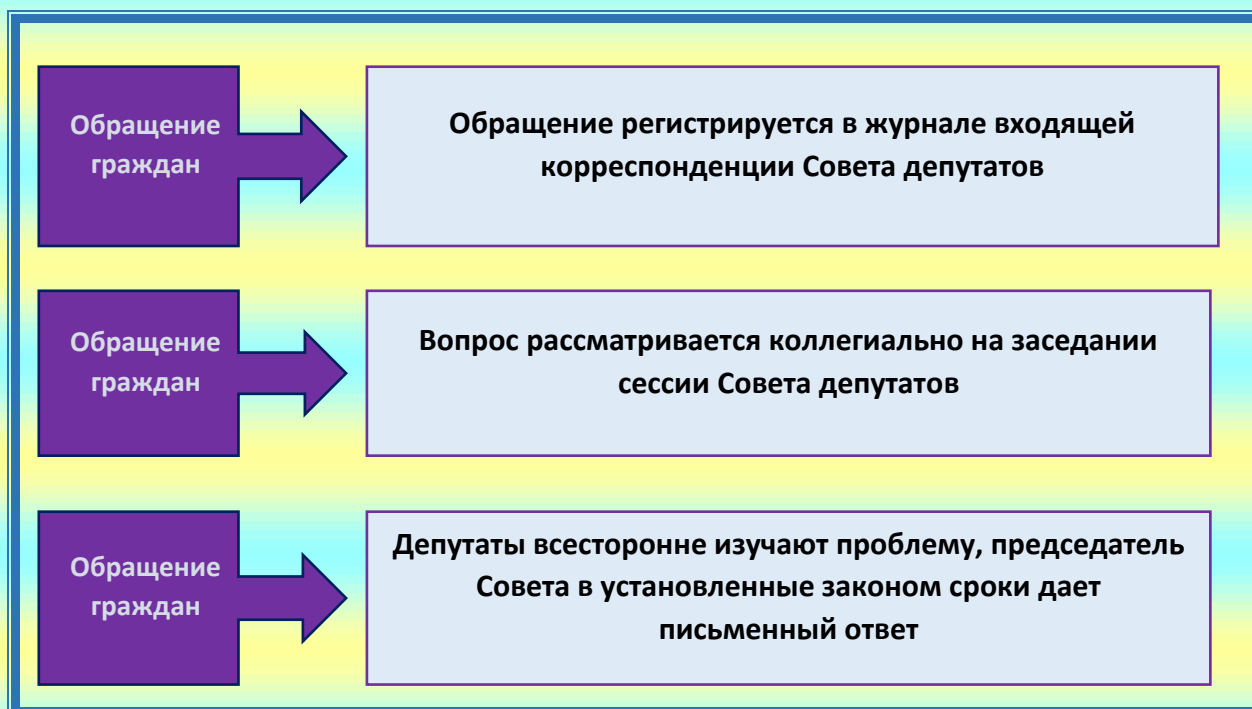 Обращение
граждан
Обращение регистрируется в журнале входящей
корреспонденции Совета депутатов
Обращение
граждан
Вопрос рассматривается коллегиально на заседании
сессии Совета депутатов
Обращение
граждан
Депутаты всесторонне изучают проблему, председатель
Совета в установленные законом сроки дает
письменный ответ